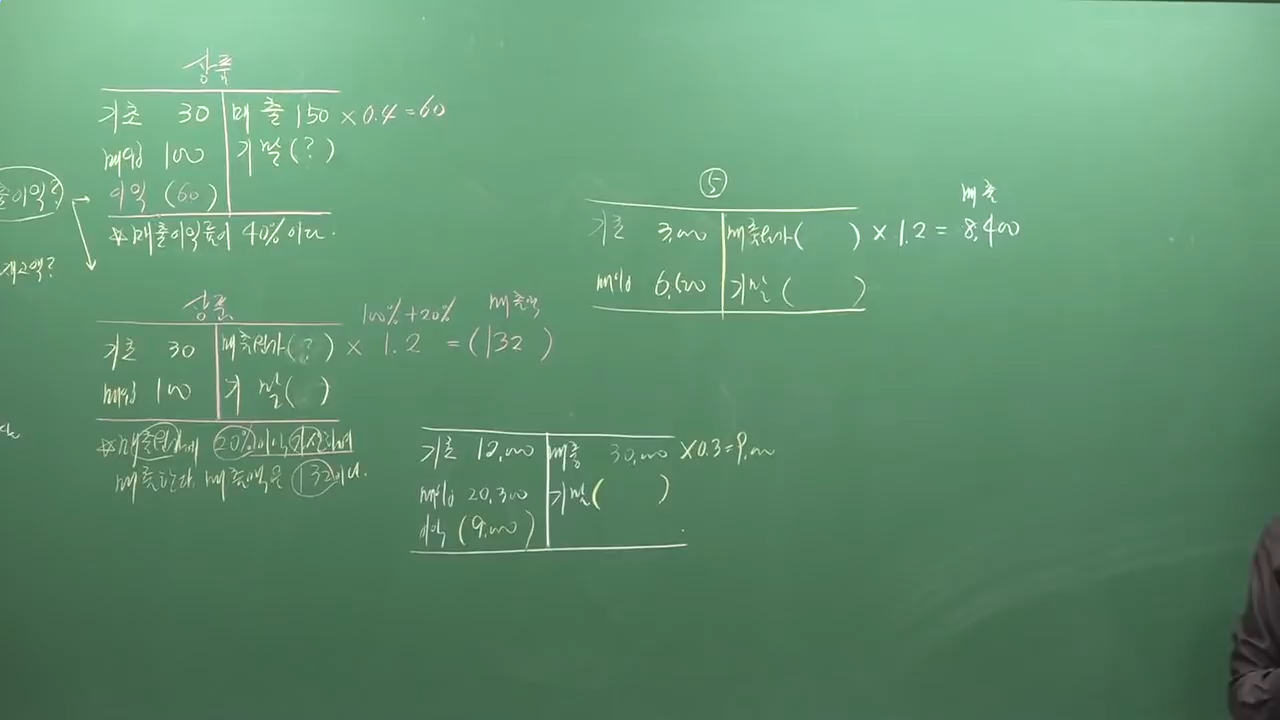 상품
기초 30 매출 150 × 0.4 = 60
매입 100 기말(?)
이익 (60)
출이익?
※매출이익률이 40%이다.
재고액?
상품
100% + 20% 매출액
기초 30 매출원가(?) × 1.2 = (132)
매입 100 기말( )
※매출원가에 20%이익 가산하여
매출한다. 매출액은 132이다.
⑤
매출
기초 3,000 매출원가( ) × 1.2 = 8,400
매입 기말( )
기초 12,000 매출 30,000 × 0.3 = 9,000
매입 20,300 기말( )
이익 (9,000)